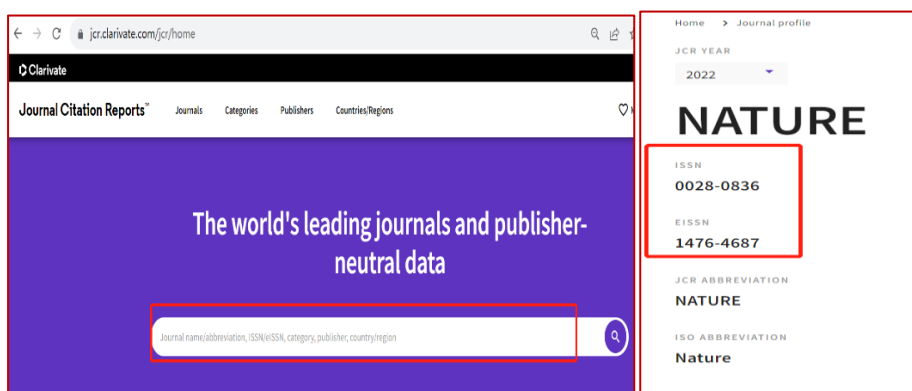 jcr.clarivate.com/jcr/home
Clarivate
Journal Citation Reports™ Journals Categories Publishers Countries/Regions
The world's leading journals and publisher-
neutral data
Journal name/abbreviation, ISSN/eISSN, category, publisher, country/region
Home > Journal profile
JCR YEAR
2022
NATURE
ISSN
0028-0836
EISSN
1476-4687
JCR ABBREVIATION
NATURE
ISO ABBREVIATION
Nature